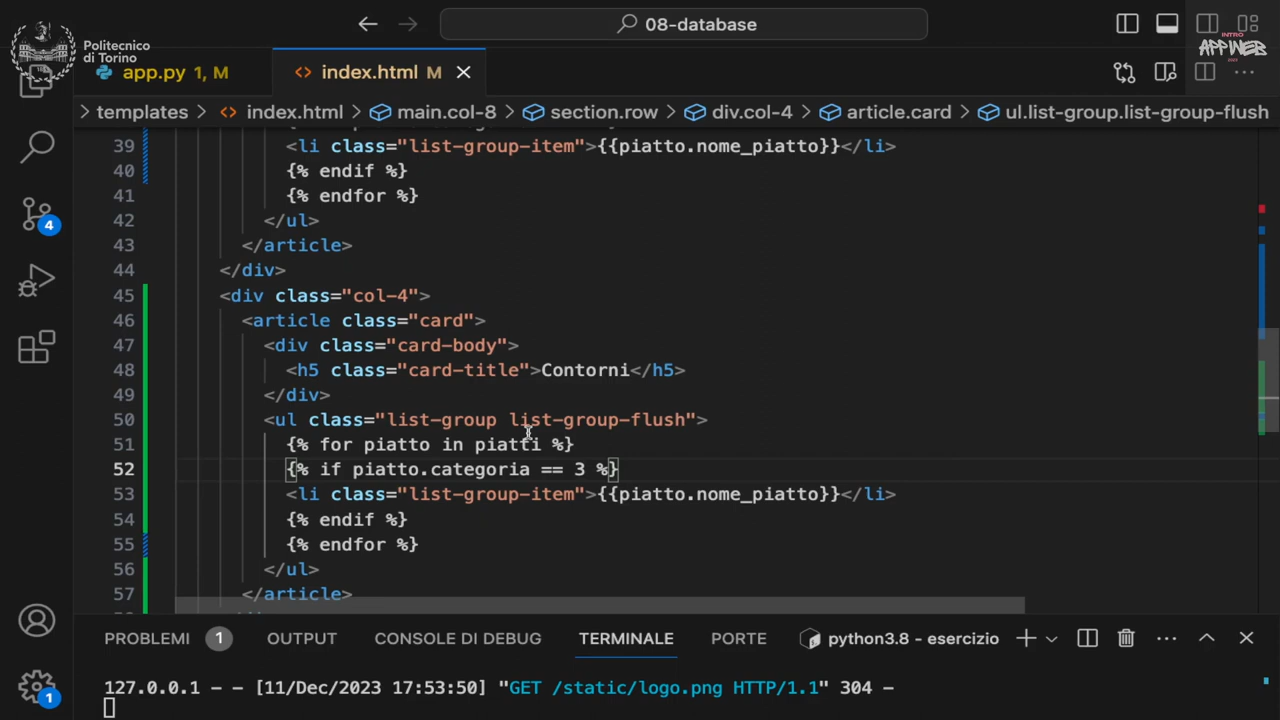 08-database
Politecnico
di Torino
INTRO
APPWEB
app.py 1, M
index.html M
templates > index.html > main.col-8 > section.row > div.col-4 > article.card > ul.list-group.list-group-flush
39 <li class="list-group-item">{{piatto.nome_piatto}}</li>
40 {% endif %}
41 {% endfor %}
42 </ul>
43 </article>
44 </div>
45 <div class="col-4">
46 <article class="card">
47 <div class="card-body">
48 <h5 class="card-title">Contorni</h5>
49 </div>
50 <ul class="list-group list-group-flush">
51 {% for piatto in piatti %}
52 {% if piatto.categoria == 3 %}
53 <li class="list-group-item">{{piatto.nome_piatto}}</li>
54 {% endif %}
55 {% endfor %}
56 </ul>
57 </article>
4
1
PROBLEMI 1 OUTPUT CONSOLE DI DEBUG TERMINALE PORTE python3.8 - esercizio
127.0.0.1 - - [11/Dec/2023 17:53:50] "GET /static/logo.png HTTP/1.1" 304 -